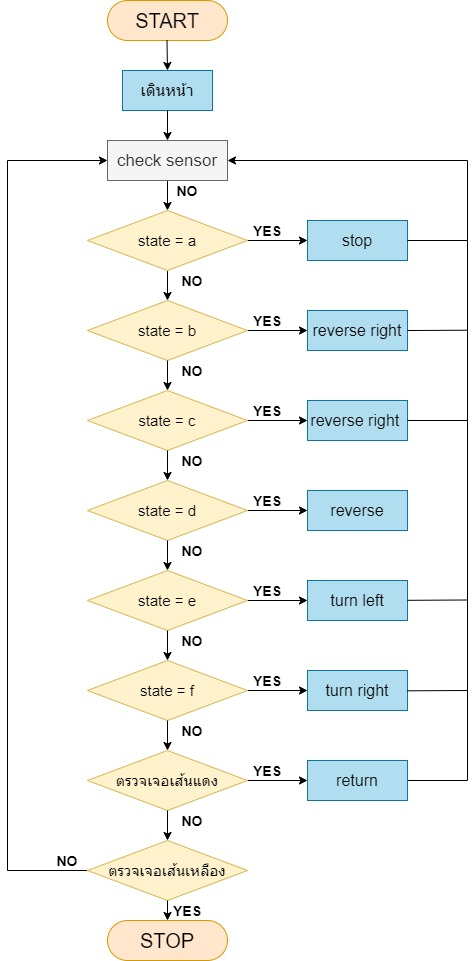 START
เดินหน้า
check sensor
NO
state = a
YES
stop
NO
state = b
YES
reverse right
NO
state = c
YES
reverse right
NO
state = d
YES
reverse
NO
state = e
YES
turn left
NO
state = f
YES
turn right
NO
ตรวจเจอเส้นแดง
YES
return
NO
ตรวจเจอเส้นเหลือง
NO
YES
STOP